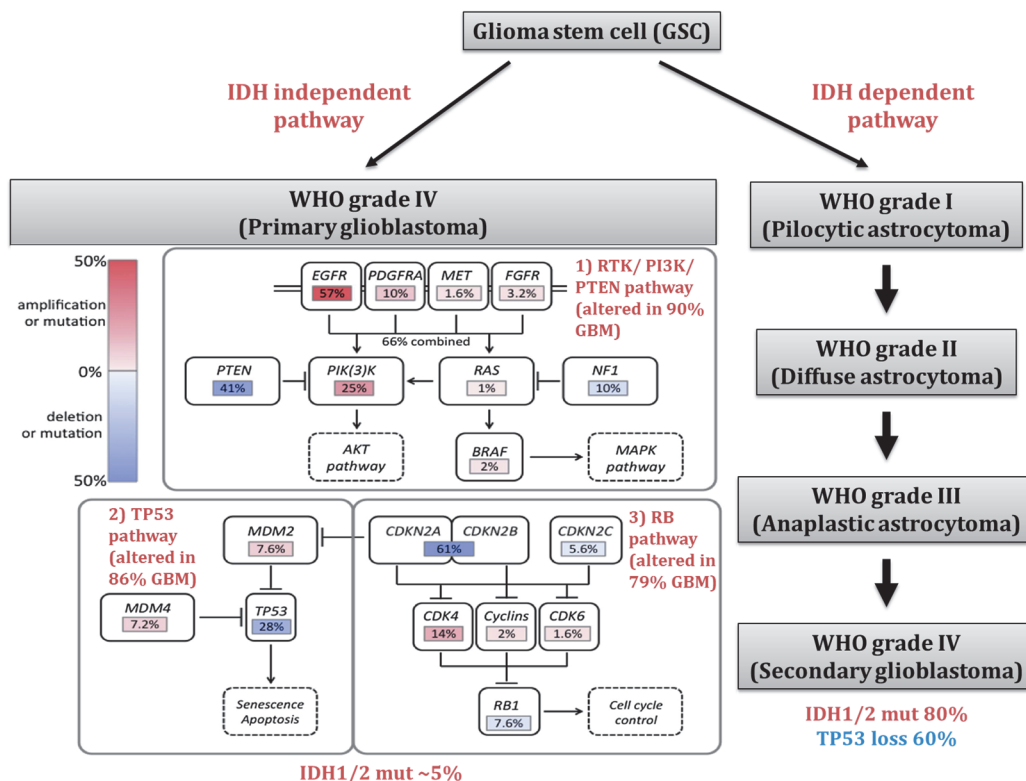 Glioma stem cell (GSC)
IDH independent
pathway
IDH dependent
pathway
WHO grade IV
(Primary glioblastoma)
50%
amplification
or mutation
0%
deletion
or mutation
50%
EGFR
57%
PDGFRA
10%
MET
1.6%
FGFR
3.2%
1) RTK/ PI3K/
PTEN pathway
(altered in 90%
GBM)
66% combined
PTEN
41%
PIK(3)K
25%
RAS
1%
NF1
10%
AKT
pathway
BRAF
2%
MAPK
pathway
2) TP53
pathway
(altered in
86% GBM)
MDM2
7.6%
MDM4
7.2%
TP53
28%
Senescence
Apoptosis
CDKN2A
CDKN2B
61%
CDKN2C
5.6%
3) RB
pathway
(altered in
79% GBM)
CDK4
14%
Cyclins
2%
CDK6
1.6%
RB1
7.6%
Cell cycle
control
IDH1/2 mut ~5%
WHO grade I
(Pilocytic astrocytoma)
WHO grade II
(Diffuse astrocytoma)
WHO grade III
(Anaplastic astrocytoma)
WHO grade IV
(Secondary glioblastoma)
IDH1/2 mut 80%
TP53 loss 60%